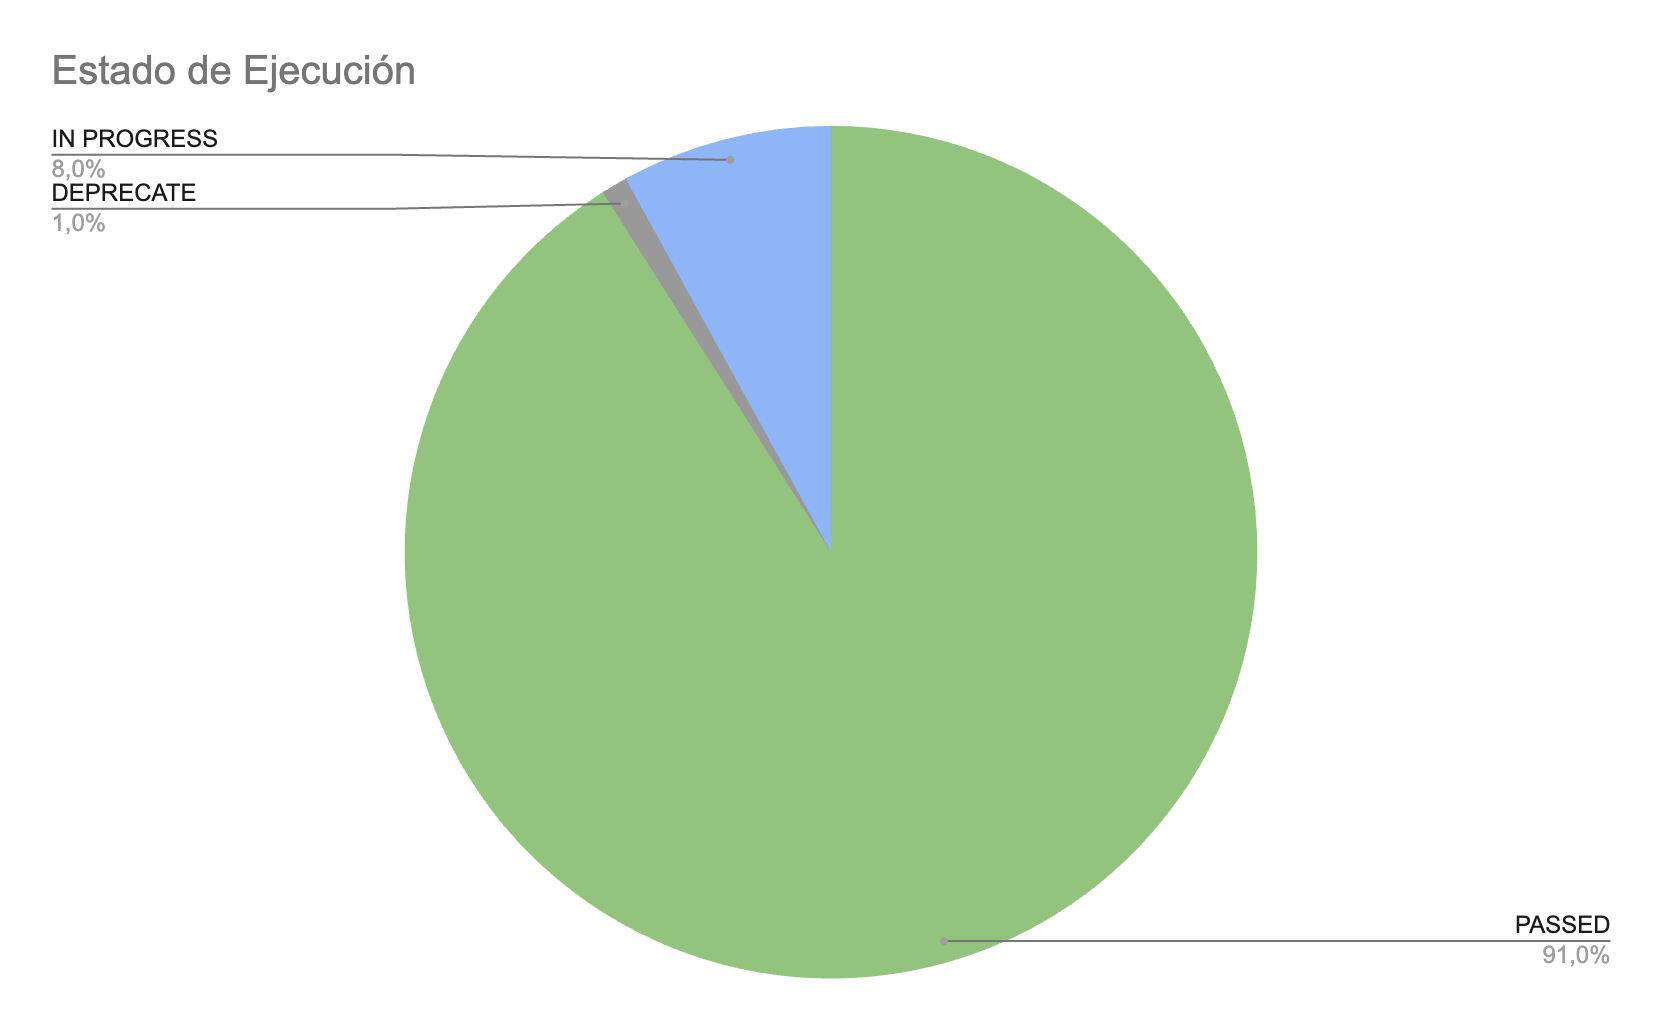 Estado de Ejecución
IN PROGRESS
8,0%
DEPRECATE
1,0%
PASSED
91,0%